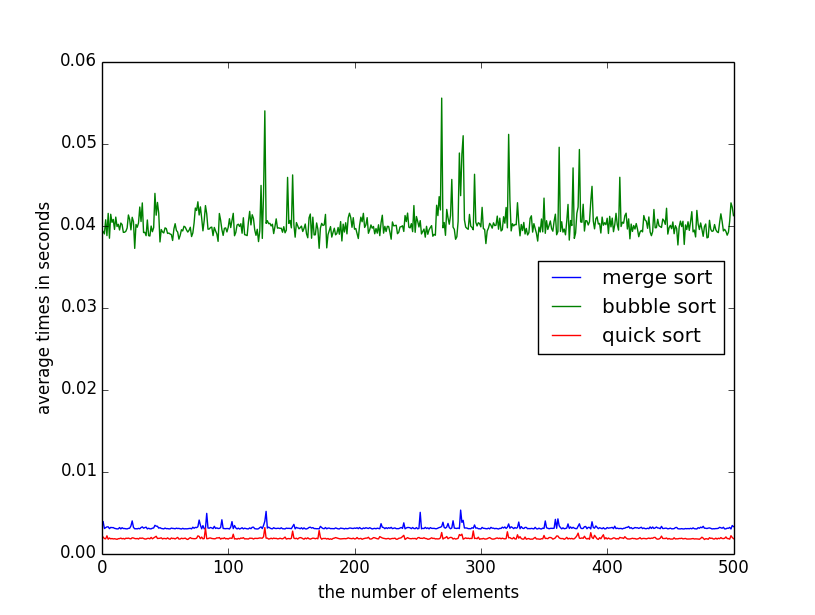 0.06
0.05
0.04
0.03
0.02
0.01
0.00
average times in seconds
merge sort
bubble sort
quick sort
0 100 200 300 400 500
the number of elements